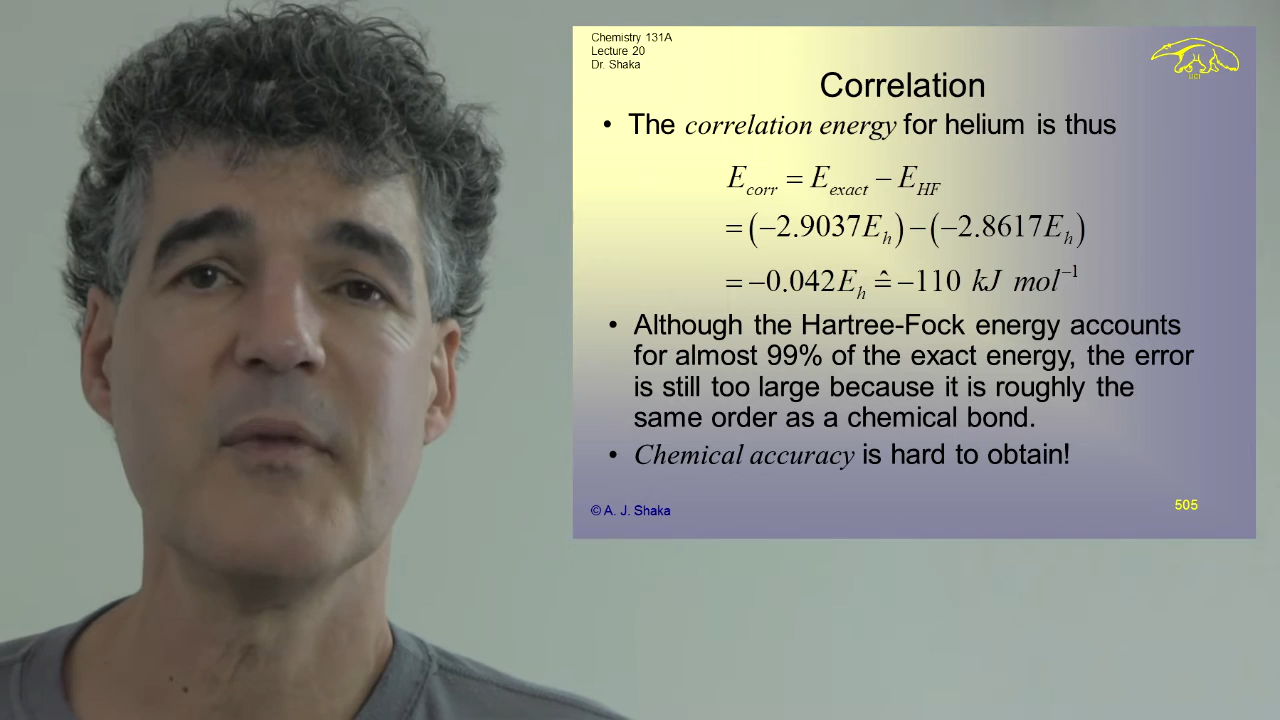 Chemistry 131A
Lecture 20
Dr. Shaka
UCI
Correlation
• The correlation energy for helium is thus
E_corr = E_exact − E_HF
= (−2.9037E_h) − (−2.8617E_h)
= −0.042E_h ≙ −110 kJ mol⁻¹
• Although the Hartree-Fock energy accounts
for almost 99% of the exact energy, the error
is still too large because it is roughly the
same order as a chemical bond.
• Chemical accuracy is hard to obtain!
© A. J. Shaka
505